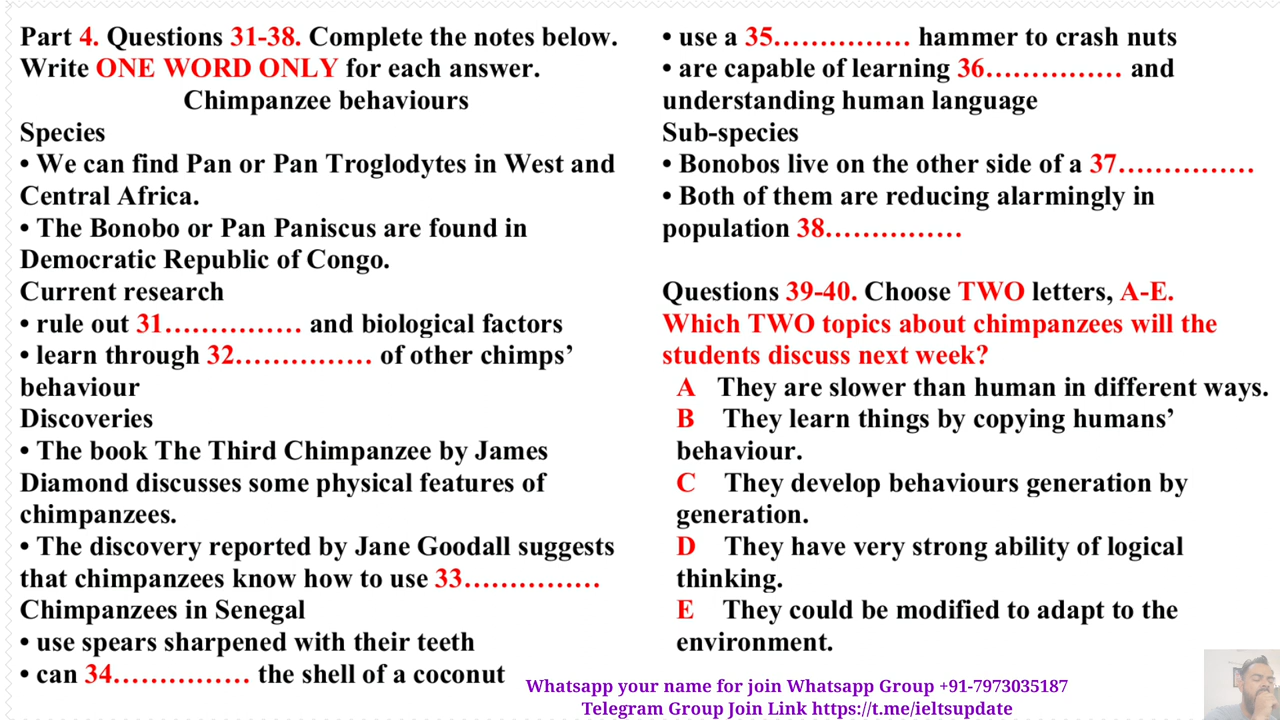 Part 4. Questions 31-38. Complete the notes below.
Write ONE WORD ONLY for each answer.
Chimpanzee behaviours
Species
• We can find Pan or Pan Troglodytes in West and
Central Africa.
• The Bonobo or Pan Paniscus are found in
Democratic Republic of Congo.
Current research
• rule out 31…………… and biological factors
• learn through 32…………… of other chimps’
behaviour
Discoveries
• The book The Third Chimpanzee by James
Diamond discusses some physical features of
chimpanzees.
• The discovery reported by Jane Goodall suggests
that chimpanzees know how to use 33……………
Chimpanzees in Senegal
• use spears sharpened with their teeth
• can 34…………… the shell of a coconut
• use a 35…………… hammer to crash nuts
• are capable of learning 36…………… and
understanding human language
Sub-species
• Bonobos live on the other side of a 37……………
• Both of them are reducing alarmingly in
population 38……………
Questions 39-40. Choose TWO letters, A-E.
Which TWO topics about chimpanzees will the
students discuss next week?
A They are slower than human in different ways.
B They learn things by copying humans’
behaviour.
C They develop behaviours generation by
generation.
D They have very strong ability of logical
thinking.
E They could be modified to adapt to the
environment.
Whatsapp your name for join Whatsapp Group +91-7973035187
Telegram Group Join Link https://t.me/ieltsupdate